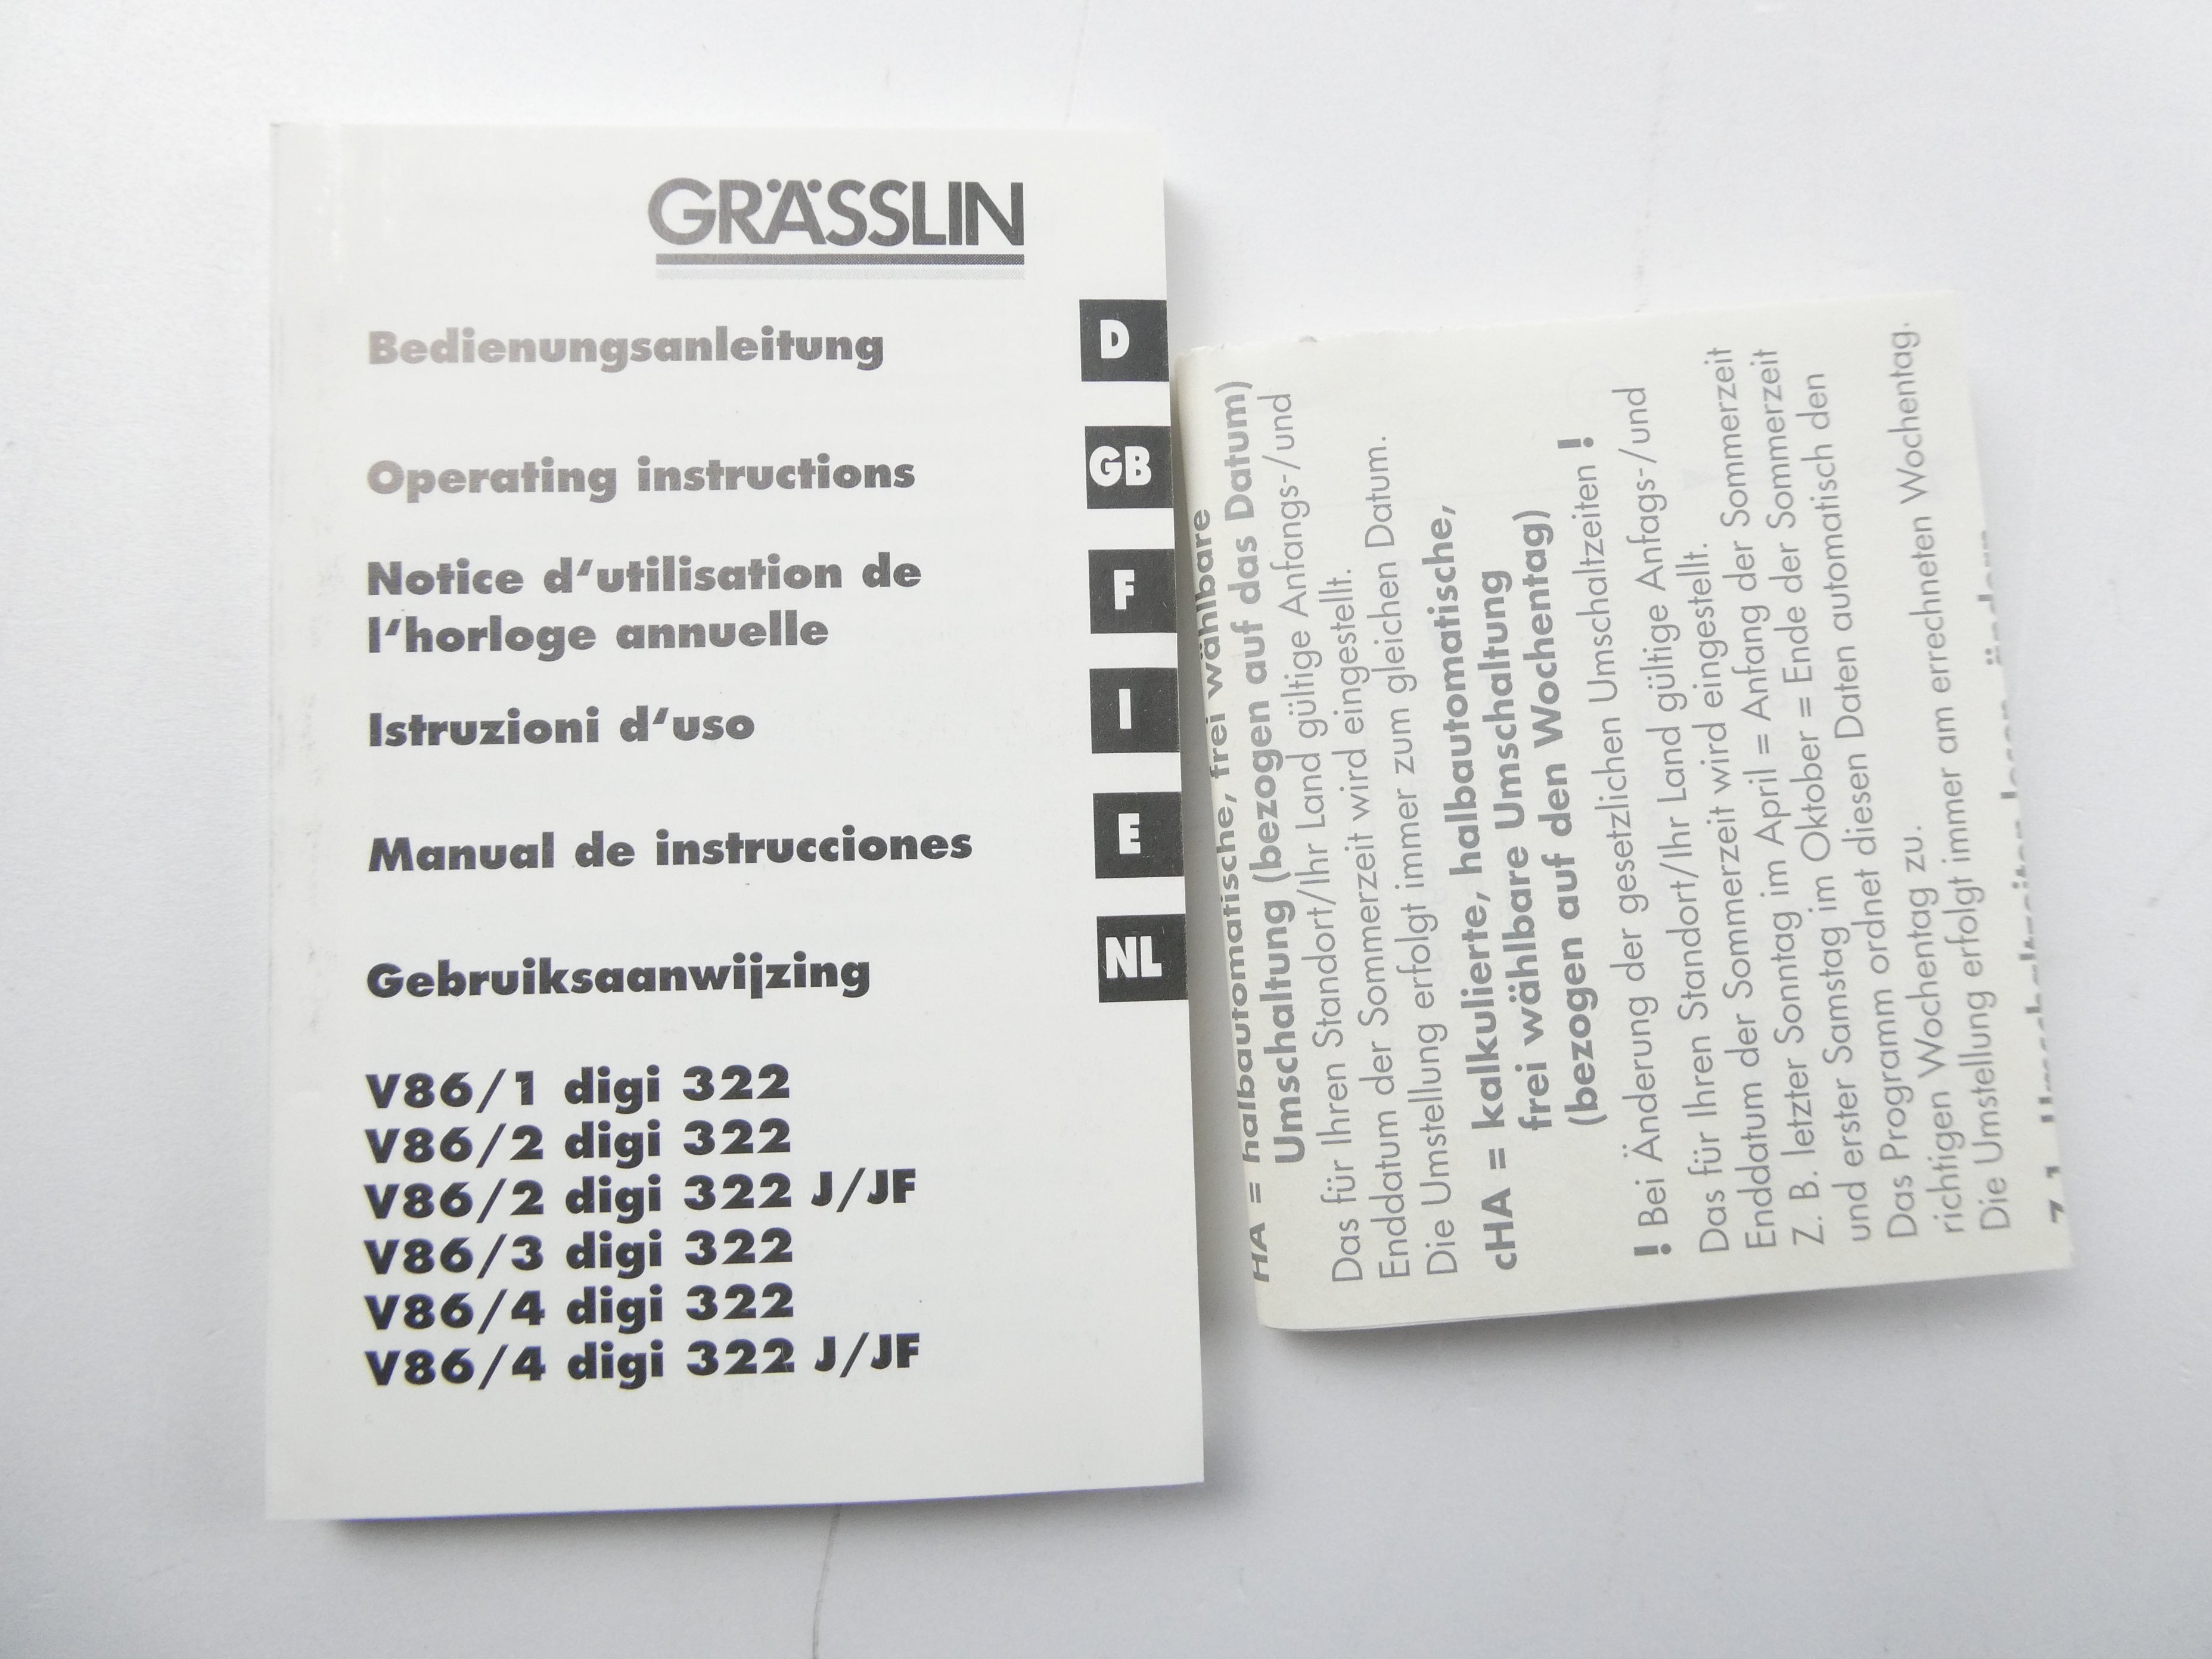 GRÄSSLIN
Bedienungsanleitung
D
Operating instructions
GB
Notice d'utilisation de
l'horloge annuelle
F
Istruzioni d'uso
I
Manual de instrucciones
E
Gebruiksaanwijzing
NL
V86/1 digi 322
V86/2 digi 322
V86/2 digi 322 J/JF
V86/3 digi 322
V86/4 digi 322
V86/4 digi 322 J/JF
HA = halbautomatische, frei wählbare
Umschaltung (bezogen auf das Datum)
Das für Ihren Standort/Ihr Land gültige Anfangs-/und
Enddatum der Sommerzeit wird eingestellt.
Die Umstellung erfolgt immer zum gleichen Datum.
cHA = kalkulierte, halbautomatische,
frei wählbare Umschaltung
(bezogen auf den Wochentag)
! Bei Änderung der gesetzlichen Umschaltzeiten !
Das für Ihren Standort/Ihr Land gültige Anfags-/und
Enddatum der Sommerzeit wird eingestellt.
Z. B. letzter Sonntag im April = Anfang der Sommerzeit
und erster Samstag im Oktober = Ende der Sommerzeit
Das Programm ordnet diesen Daten automatisch den
richtigen Wochentag zu.
Die Umstellung erfolgt immer am errechneten Wochentag.